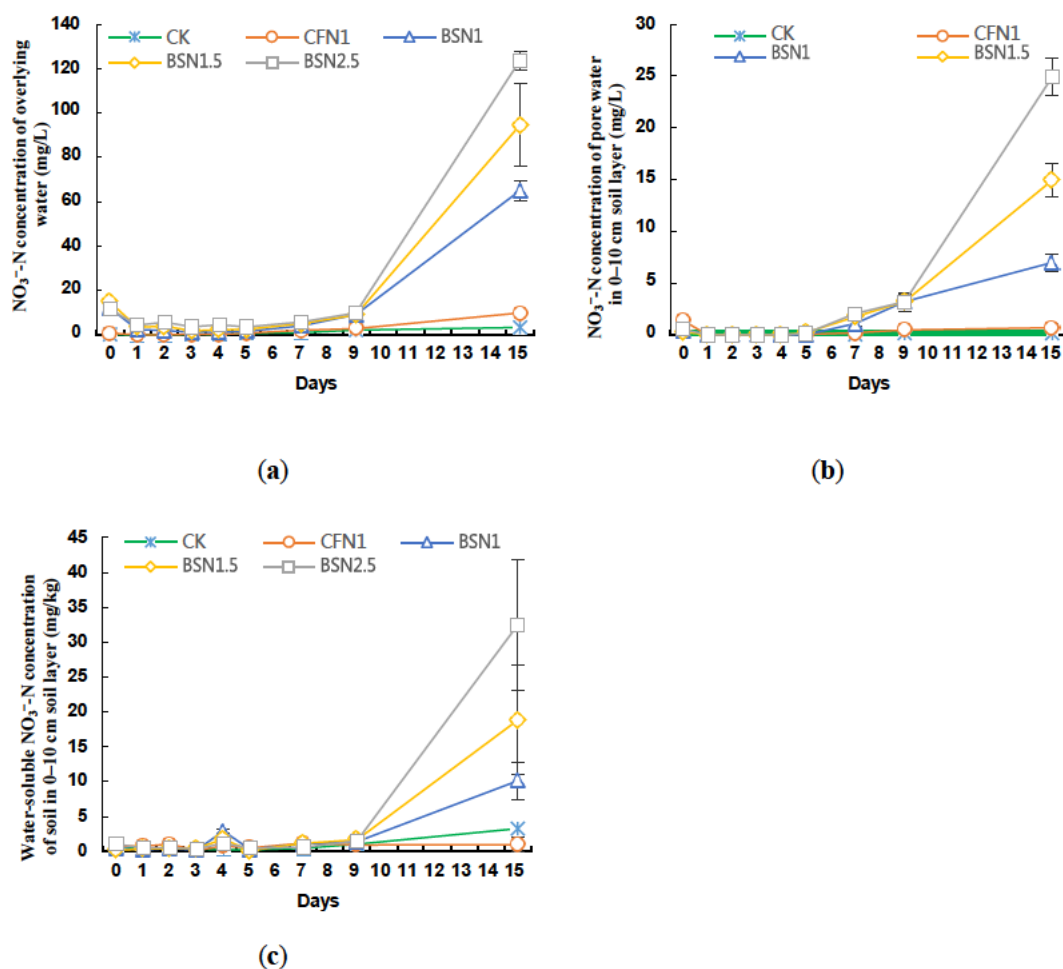 140
120
100
80
60
40
20
0
NO₃⁻-N concentration of overlying
water (mg/L)
CK CFN1 BSN1
BSN1.5 BSN2.5
0 1 2 3 4 5 6 7 8 9 10 11 12 13 14 15
Days
(a)
30
25
20
15
10
5
0
NO₃⁻-N concentration of pore water
in 0–10 cm soil layer (mg/L)
CK CFN1
BSN1 BSN1.5
0 1 2 3 4 5 6 7 8 9 10 11 12 13 14 15
Days
(b)
45
40
35
30
25
20
15
10
5
0
Water-soluble NO₃⁻-N concentration
of soil in 0–10 cm soil layer (mg/kg)
CK CFN1 BSN1
BSN1.5 BSN2.5
0 1 2 3 4 5 6 7 8 9 10 11 12 13 14 15
Days
(c)